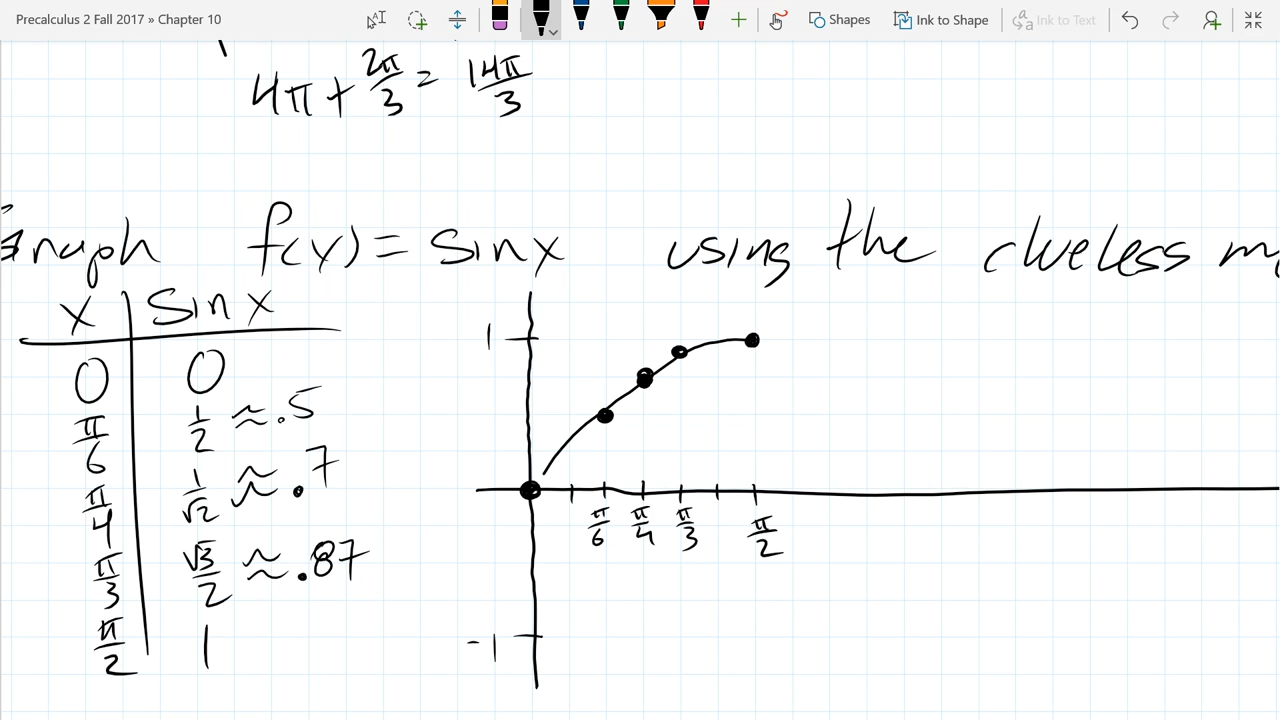 Precalculus 2 Fall 2017 » Chapter 10
Shapes
Ink to Shape
Ink to Text
4π + 2π/3 = 14π/3
Graph f(x) = sinx using the clueless m
x sin x
0 0
π/6 1/2 ≈ .5
π/4 1/√2 ≈ .7
π/3 √3/2 ≈ .87
π/2 1
1
π/6 π/4 π/3 π/2
-1